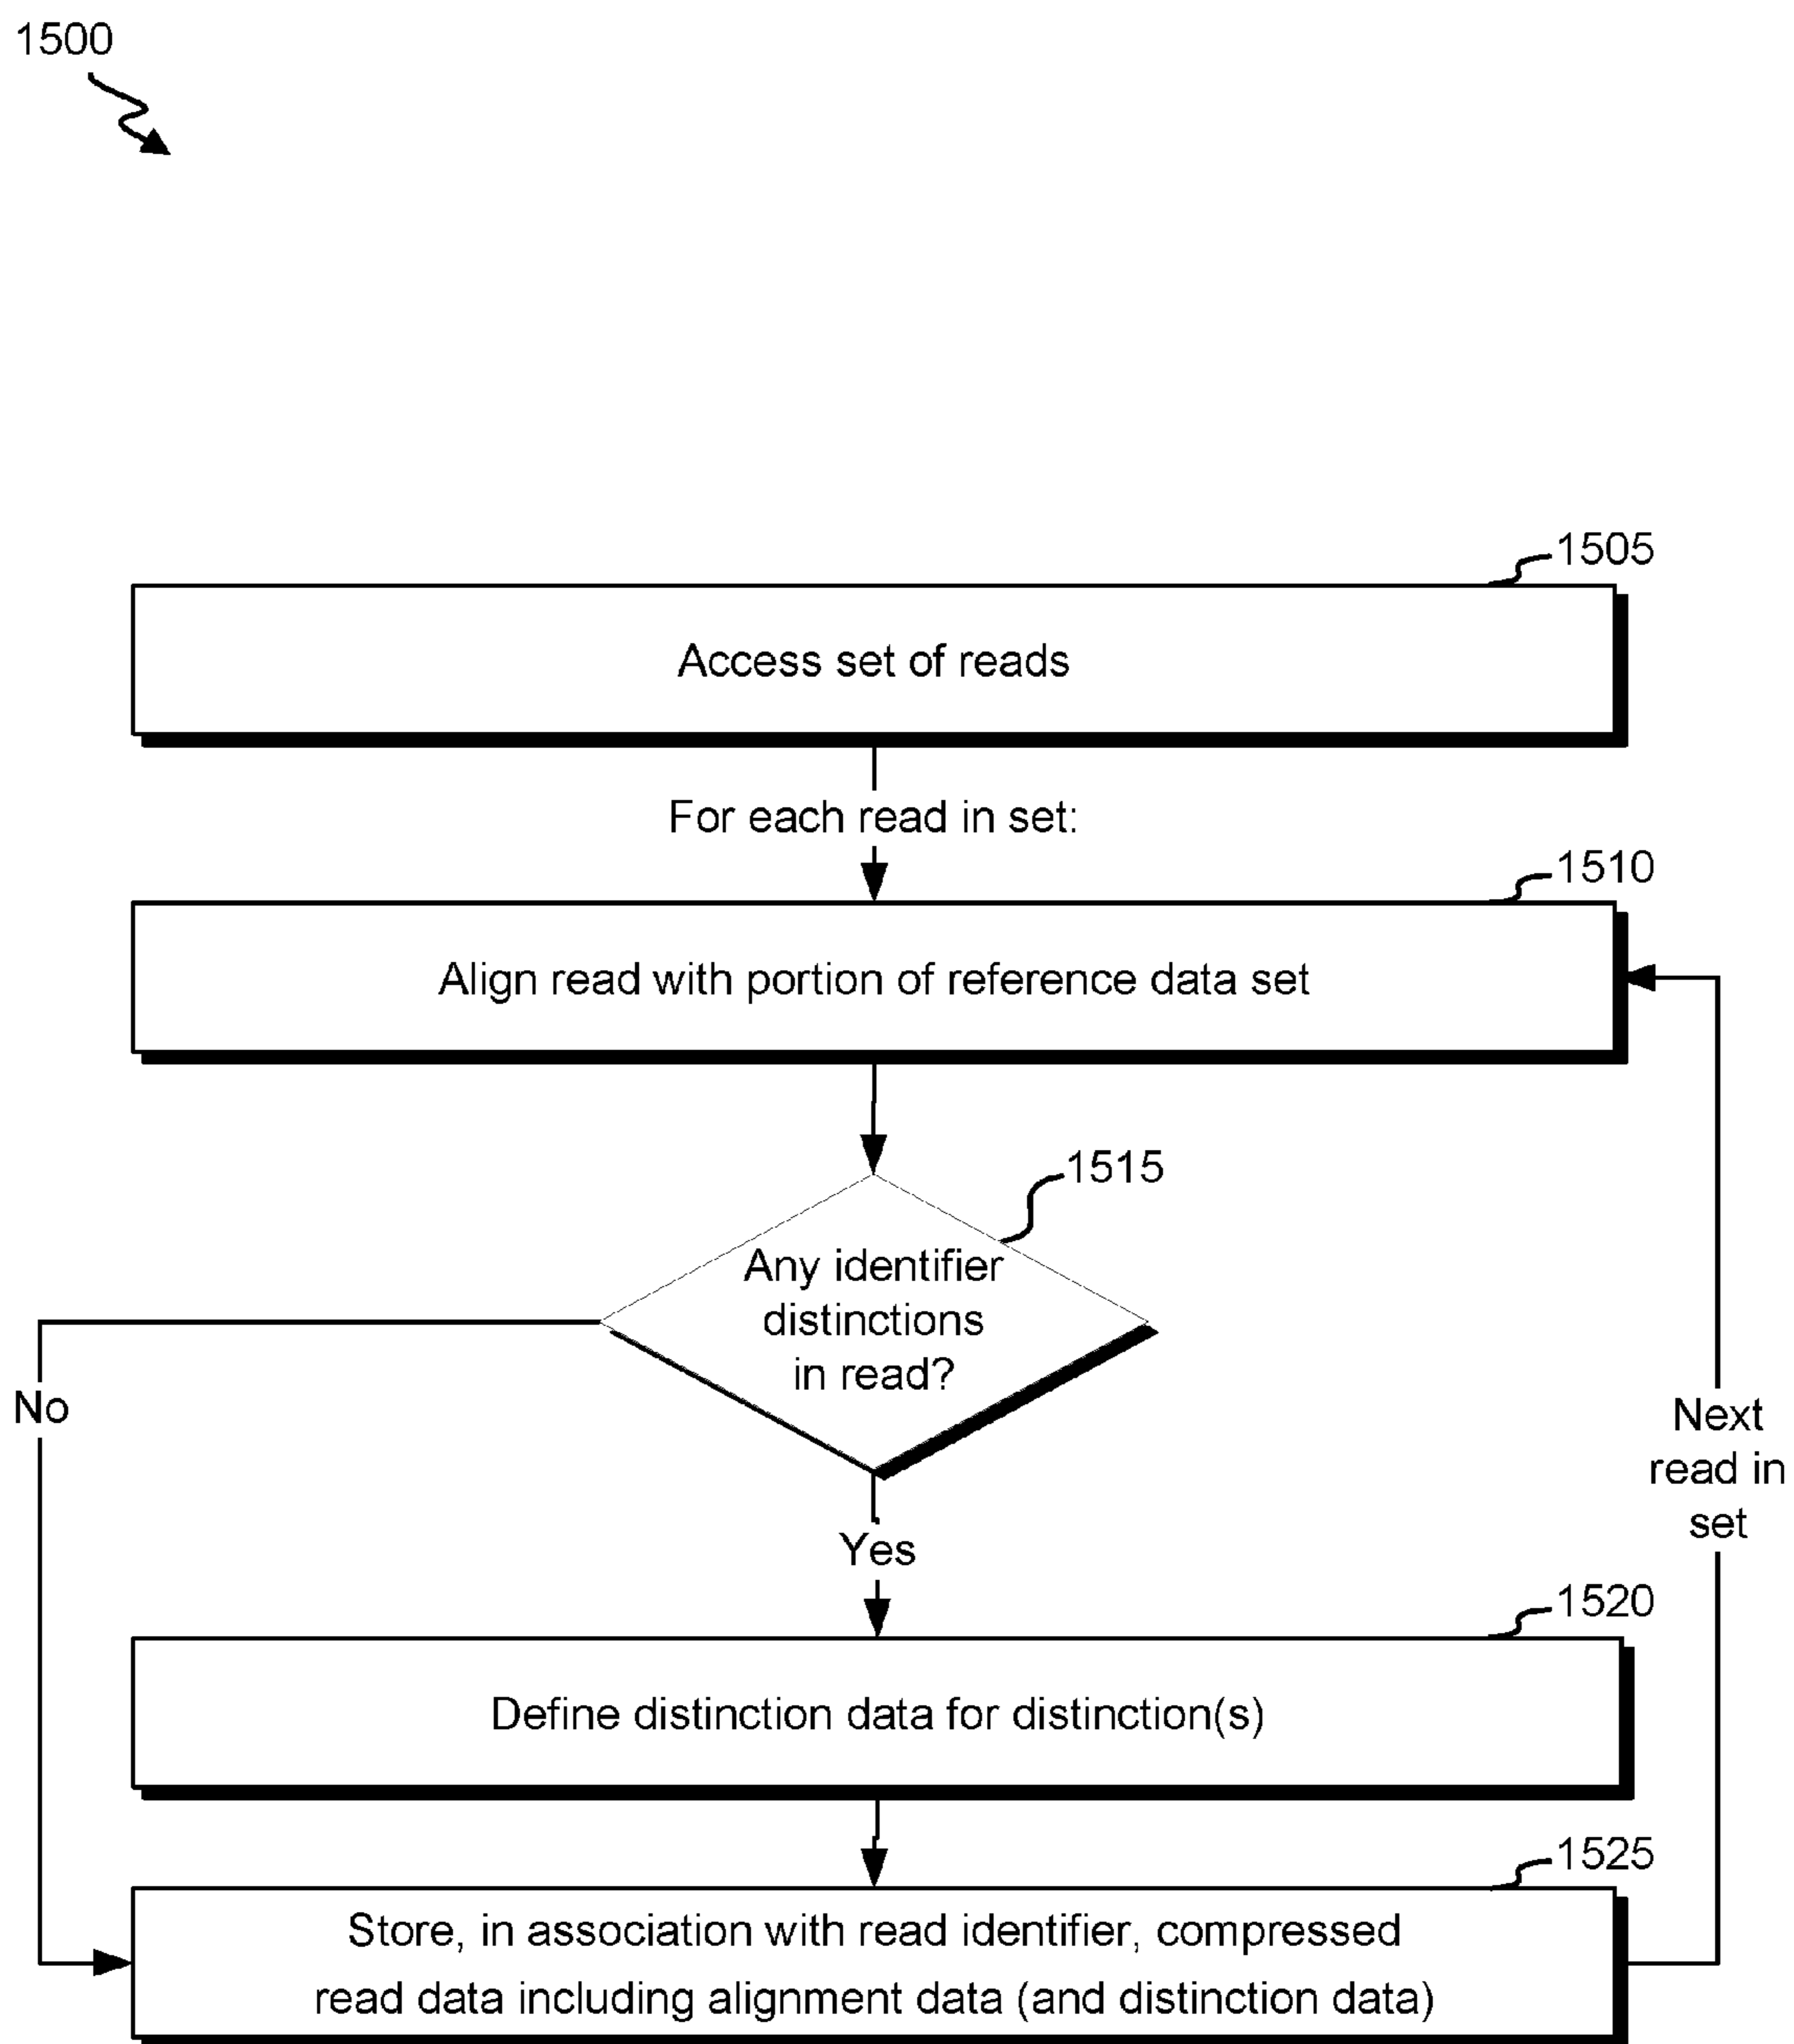 1500
1505
Access set of reads
For each read in set:
1510
Align read with portion of reference data set
1515
Any identifier
distinctions
in read?
No
Yes
Next
read in
set
1520
Define distinction data for distinction(s)
1525
Store, in association with read identifier, compressed
read data including alignment data (and distinction data)